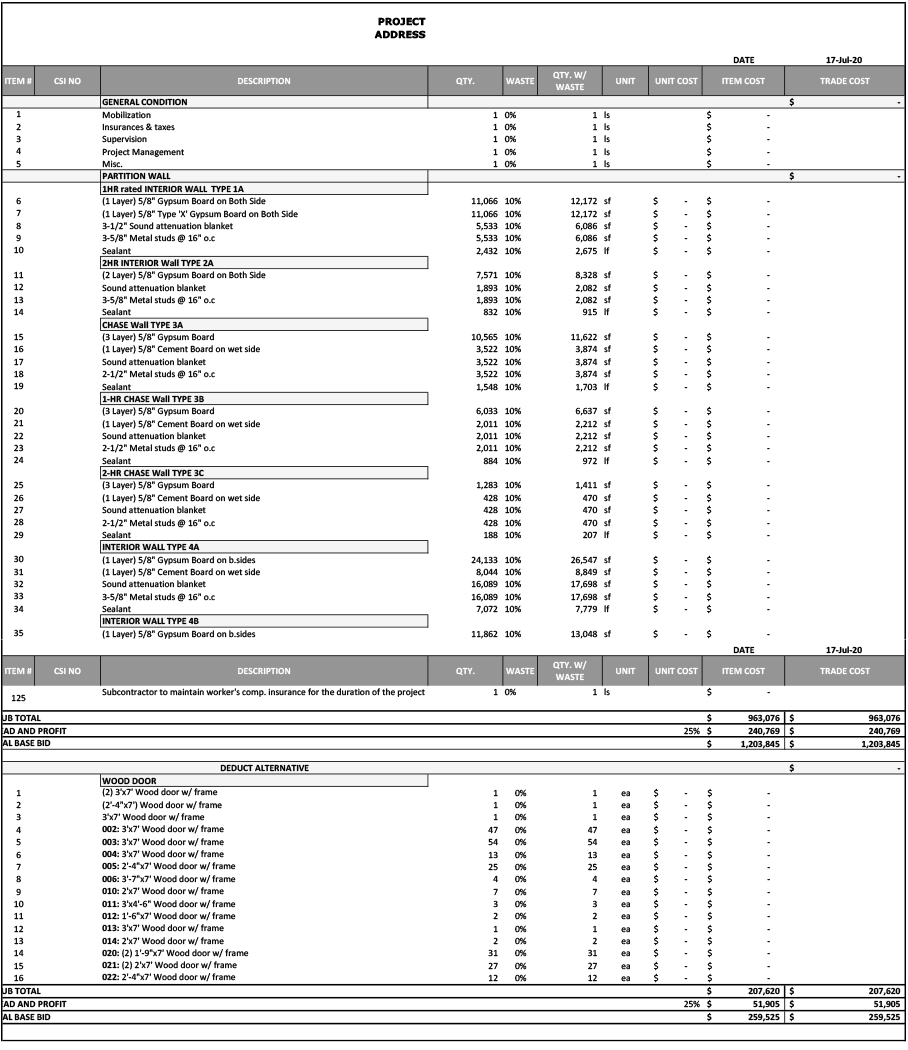 PROJECT
ADDRESS
DATE 17-Jul-20
ITEM # CSI NO DESCRIPTION QTY. WASTE QTY. W/ WASTE UNIT UNIT COST ITEM COST TRADE COST
GENERAL CONDITION $ -
1 Mobilization 1 0% 1 ls $ -
2 Insurances & taxes 1 0% 1 ls $ -
3 Supervision 1 0% 1 ls $ -
4 Project Management 1 0% 1 ls $ -
5 Misc. 1 0% 1 ls $ -
PARTITION WALL $ -
1HR rated INTERIOR WALL TYPE 1A
6 (1 Layer) 5/8" Gypsum Board on Both Side 11,066 10% 12,172 sf $ - $ -
7 (1 Layer) 5/8" Type 'X' Gypsum Board on Both Side 11,066 10% 12,172 sf $ - $ -
8 3-1/2" Sound attenuation blanket 5,533 10% 6,086 sf $ - $ -
9 3-5/8" Metal studs @ 16" o.c 5,533 10% 6,086 sf $ - $ -
10 Sealant 2,432 10% 2,675 lf $ - $ -
2HR INTERIOR Wall TYPE 2A
11 (2 Layer) 5/8" Gypsum Board on Both Side 7,571 10% 8,328 sf $ - $ -
12 Sound attenuation blanket 1,893 10% 2,082 sf $ - $ -
13 3-5/8" Metal studs @ 16" o.c 1,893 10% 2,082 sf $ - $ -
14 Sealant 832 10% 915 lf $ - $ -
CHASE Wall TYPE 3A
15 (3 Layer) 5/8" Gypsum Board 10,565 10% 11,622 sf $ - $ -
16 (1 Layer) 5/8" Cement Board on wet side 3,522 10% 3,874 sf $ - $ -
17 Sound attenuation blanket 3,522 10% 3,874 sf $ - $ -
18 2-1/2" Metal studs @ 16" o.c 3,522 10% 3,874 sf $ - $ -
19 Sealant 1,548 10% 1,703 lf $ - $ -
1-HR CHASE Wall TYPE 3B
20 (3 Layer) 5/8" Gypsum Board 6,033 10% 6,637 sf $ - $ -
21 (1 Layer) 5/8" Cement Board on wet side 2,011 10% 2,212 sf $ - $ -
22 Sound attenuation blanket 2,011 10% 2,212 sf $ - $ -
23 2-1/2" Metal studs @ 16" o.c 2,011 10% 2,212 sf $ - $ -
24 Sealant 884 10% 972 lf $ - $ -
2-HR CHASE Wall TYPE 3C
25 (3 Layer) 5/8" Gypsum Board 1,283 10% 1,411 sf $ - $ -
26 (1 Layer) 5/8" Cement Board on wet side 428 10% 470 sf $ - $ -
27 Sound attenuation blanket 428 10% 470 sf $ - $ -
28 2-1/2" Metal studs @ 16" o.c 428 10% 470 sf $ - $ -
29 Sealant 188 10% 207 lf $ - $ -
INTERIOR WALL TYPE 4A
30 (1 Layer) 5/8" Gypsum Board on b.sides 24,133 10% 26,547 sf $ - $ -
31 (1 Layer) 5/8" Cement Board on wet side 8,044 10% 8,849 sf $ - $ -
32 Sound attenuation blanket 16,089 10% 17,698 sf $ - $ -
33 3-5/8" Metal studs @ 16" o.c 16,089 10% 17,698 sf $ - $ -
34 Sealant 7,072 10% 7,779 lf $ - $ -
INTERIOR WALL TYPE 4B
35 (1 Layer) 5/8" Gypsum Board on b.sides 11,862 10% 13,048 sf $ - $ -
DATE 17-Jul-20
ITEM # CSI NO DESCRIPTION QTY. WASTE QTY. W/ WASTE UNIT UNIT COST ITEM COST TRADE COST
125 Subcontractor to maintain worker's comp. insurance for the duration of the project 1 0% 1 ls $ -
UB TOTAL $ 963,076 $ 963,076
AD AND PROFIT 25% $ 240,769 $ 240,769
AL BASE BID $ 1,203,845 $ 1,203,845
DEDUCT ALTERNATIVE $ -
WOOD DOOR
1 (2) 3'x7' Wood door w/ frame 1 0% 1 ea $ - $ -
2 (2'-4"x7') Wood door w/ frame 1 0% 1 ea $ - $ -
3 3'x7' Wood door w/ frame 1 0% 1 ea $ - $ -
4 002: 3'x7' Wood door w/ frame 47 0% 47 ea $ - $ -
5 003: 3'x7' Wood door w/ frame 54 0% 54 ea $ - $ -
6 004: 3'x7' Wood door w/ frame 13 0% 13 ea $ - $ -
7 005: 2'-4"x7' Wood door w/ frame 25 0% 25 ea $ - $ -
8 006: 3'-7"x7' Wood door w/ frame 4 0% 4 ea $ - $ -
9 010: 2'x7' Wood door w/ frame 7 0% 7 ea $ - $ -
10 011: 3'x4'-6" Wood door w/ frame 3 0% 3 ea $ - $ -
11 012: 1'-6"x7' Wood door w/ frame 2 0% 2 ea $ - $ -
12 013: 3'x7' Wood door w/ frame 1 0% 1 ea $ - $ -
13 014: 2'x7' Wood door w/ frame 2 0% 2 ea $ - $ -
14 020: (2) 1'-9"x7' Wood door w/ frame 31 0% 31 ea $ - $ -
15 021: (2) 2'x7' Wood door w/ frame 27 0% 27 ea $ - $ -
16 022: 2'-4"x7' Wood door w/ frame 12 0% 12 ea $ - $ -
UB TOTAL $ 207,620 $ 207,620
AD AND PROFIT 25% $ 51,905 $ 51,905
AL BASE BID $ 259,525 $ 259,525